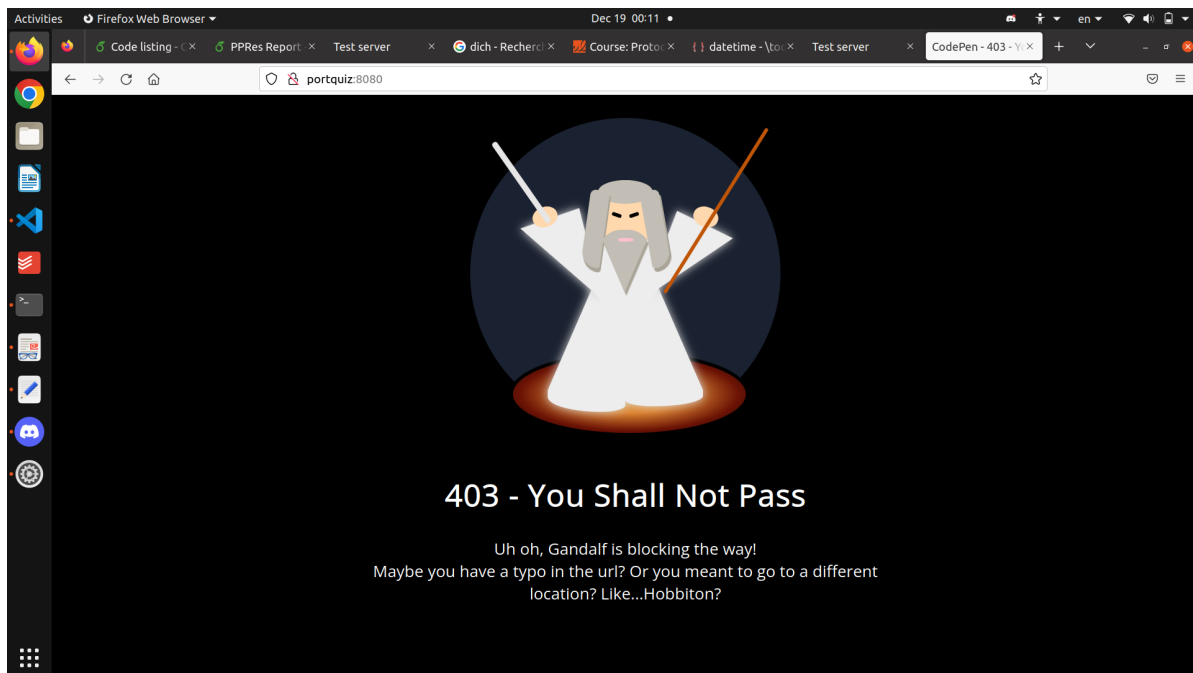 Activities Firefox Web Browser Dec 19 00:11 en
Code listing - PPRes Report Test server dich - Recherc Course: Proto datetime - \to Test server CodePen - 403 - Y
portquiz:8080
403 - You Shall Not Pass
Uh oh, Gandalf is blocking the way!
Maybe you have a typo in the url? Or you meant to go to a different
location? Like...Hobbiton?